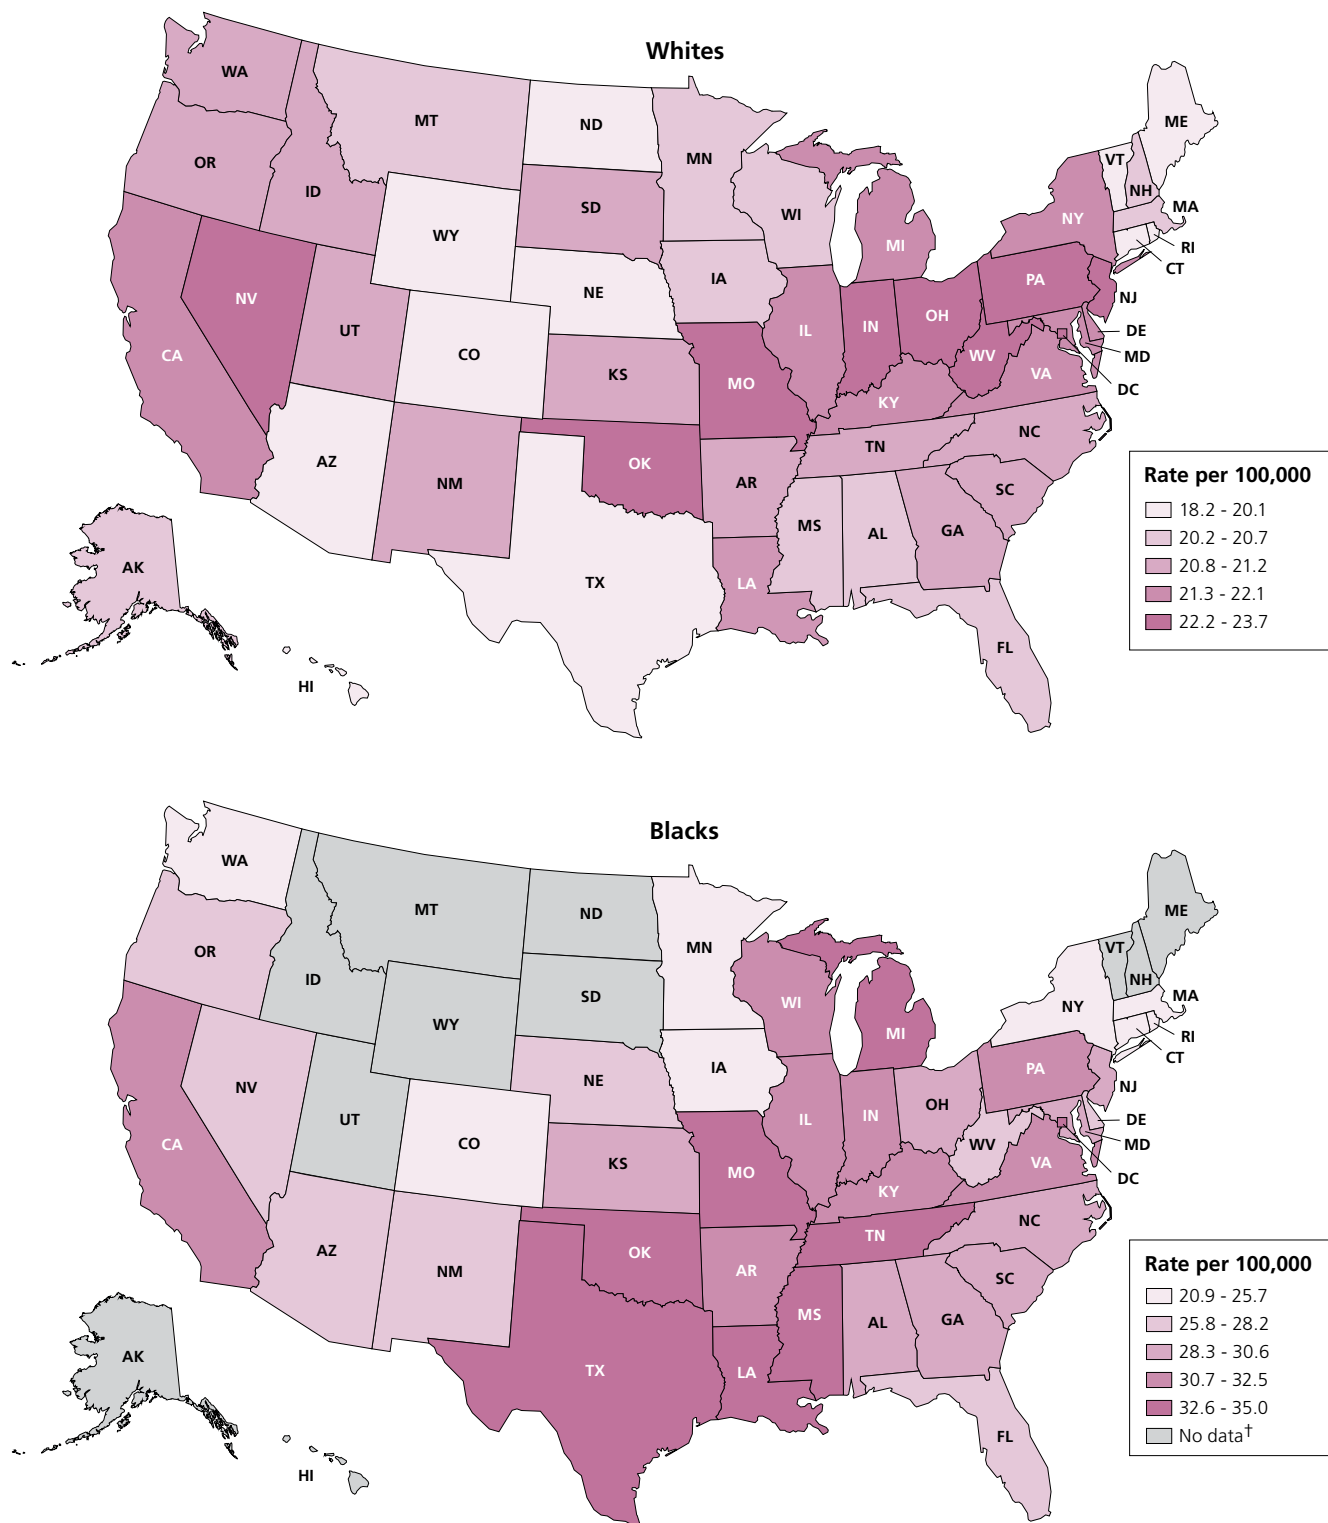 Whites
WA
MT
ND
ME
OR
ID
MN
VT
NH
MA
SD
WI
NY
WY
MI
RI
CT
NV
NE
IA
PA
NJ
UT
CO
IL
IN
OH
DE
CA
KS
MO
WV
VA
MD
DC
KY
AZ
NM
OK
AR
TN
NC
SC
MS
AL
GA
AK
TX
LA
HI
FL
Rate per 100,000
18.2 - 20.1
20.2 - 20.7
20.8 - 21.2
21.3 - 22.1
22.2 - 23.7
Blacks
WA
MT
ND
ME
OR
ID
MN
VT
NH
MA
SD
WI
NY
WY
MI
RI
CT
NV
NE
IA
PA
NJ
UT
CO
IL
IN
OH
DE
CA
KS
MO
WV
VA
MD
DC
KY
AZ
NM
OK
AR
TN
NC
SC
MS
AL
GA
AK
TX
LA
HI
FL
Rate per 100,000
20.9 - 25.7
25.8 - 28.2
28.3 - 30.6
30.7 - 32.5
32.6 - 35.0
No data†